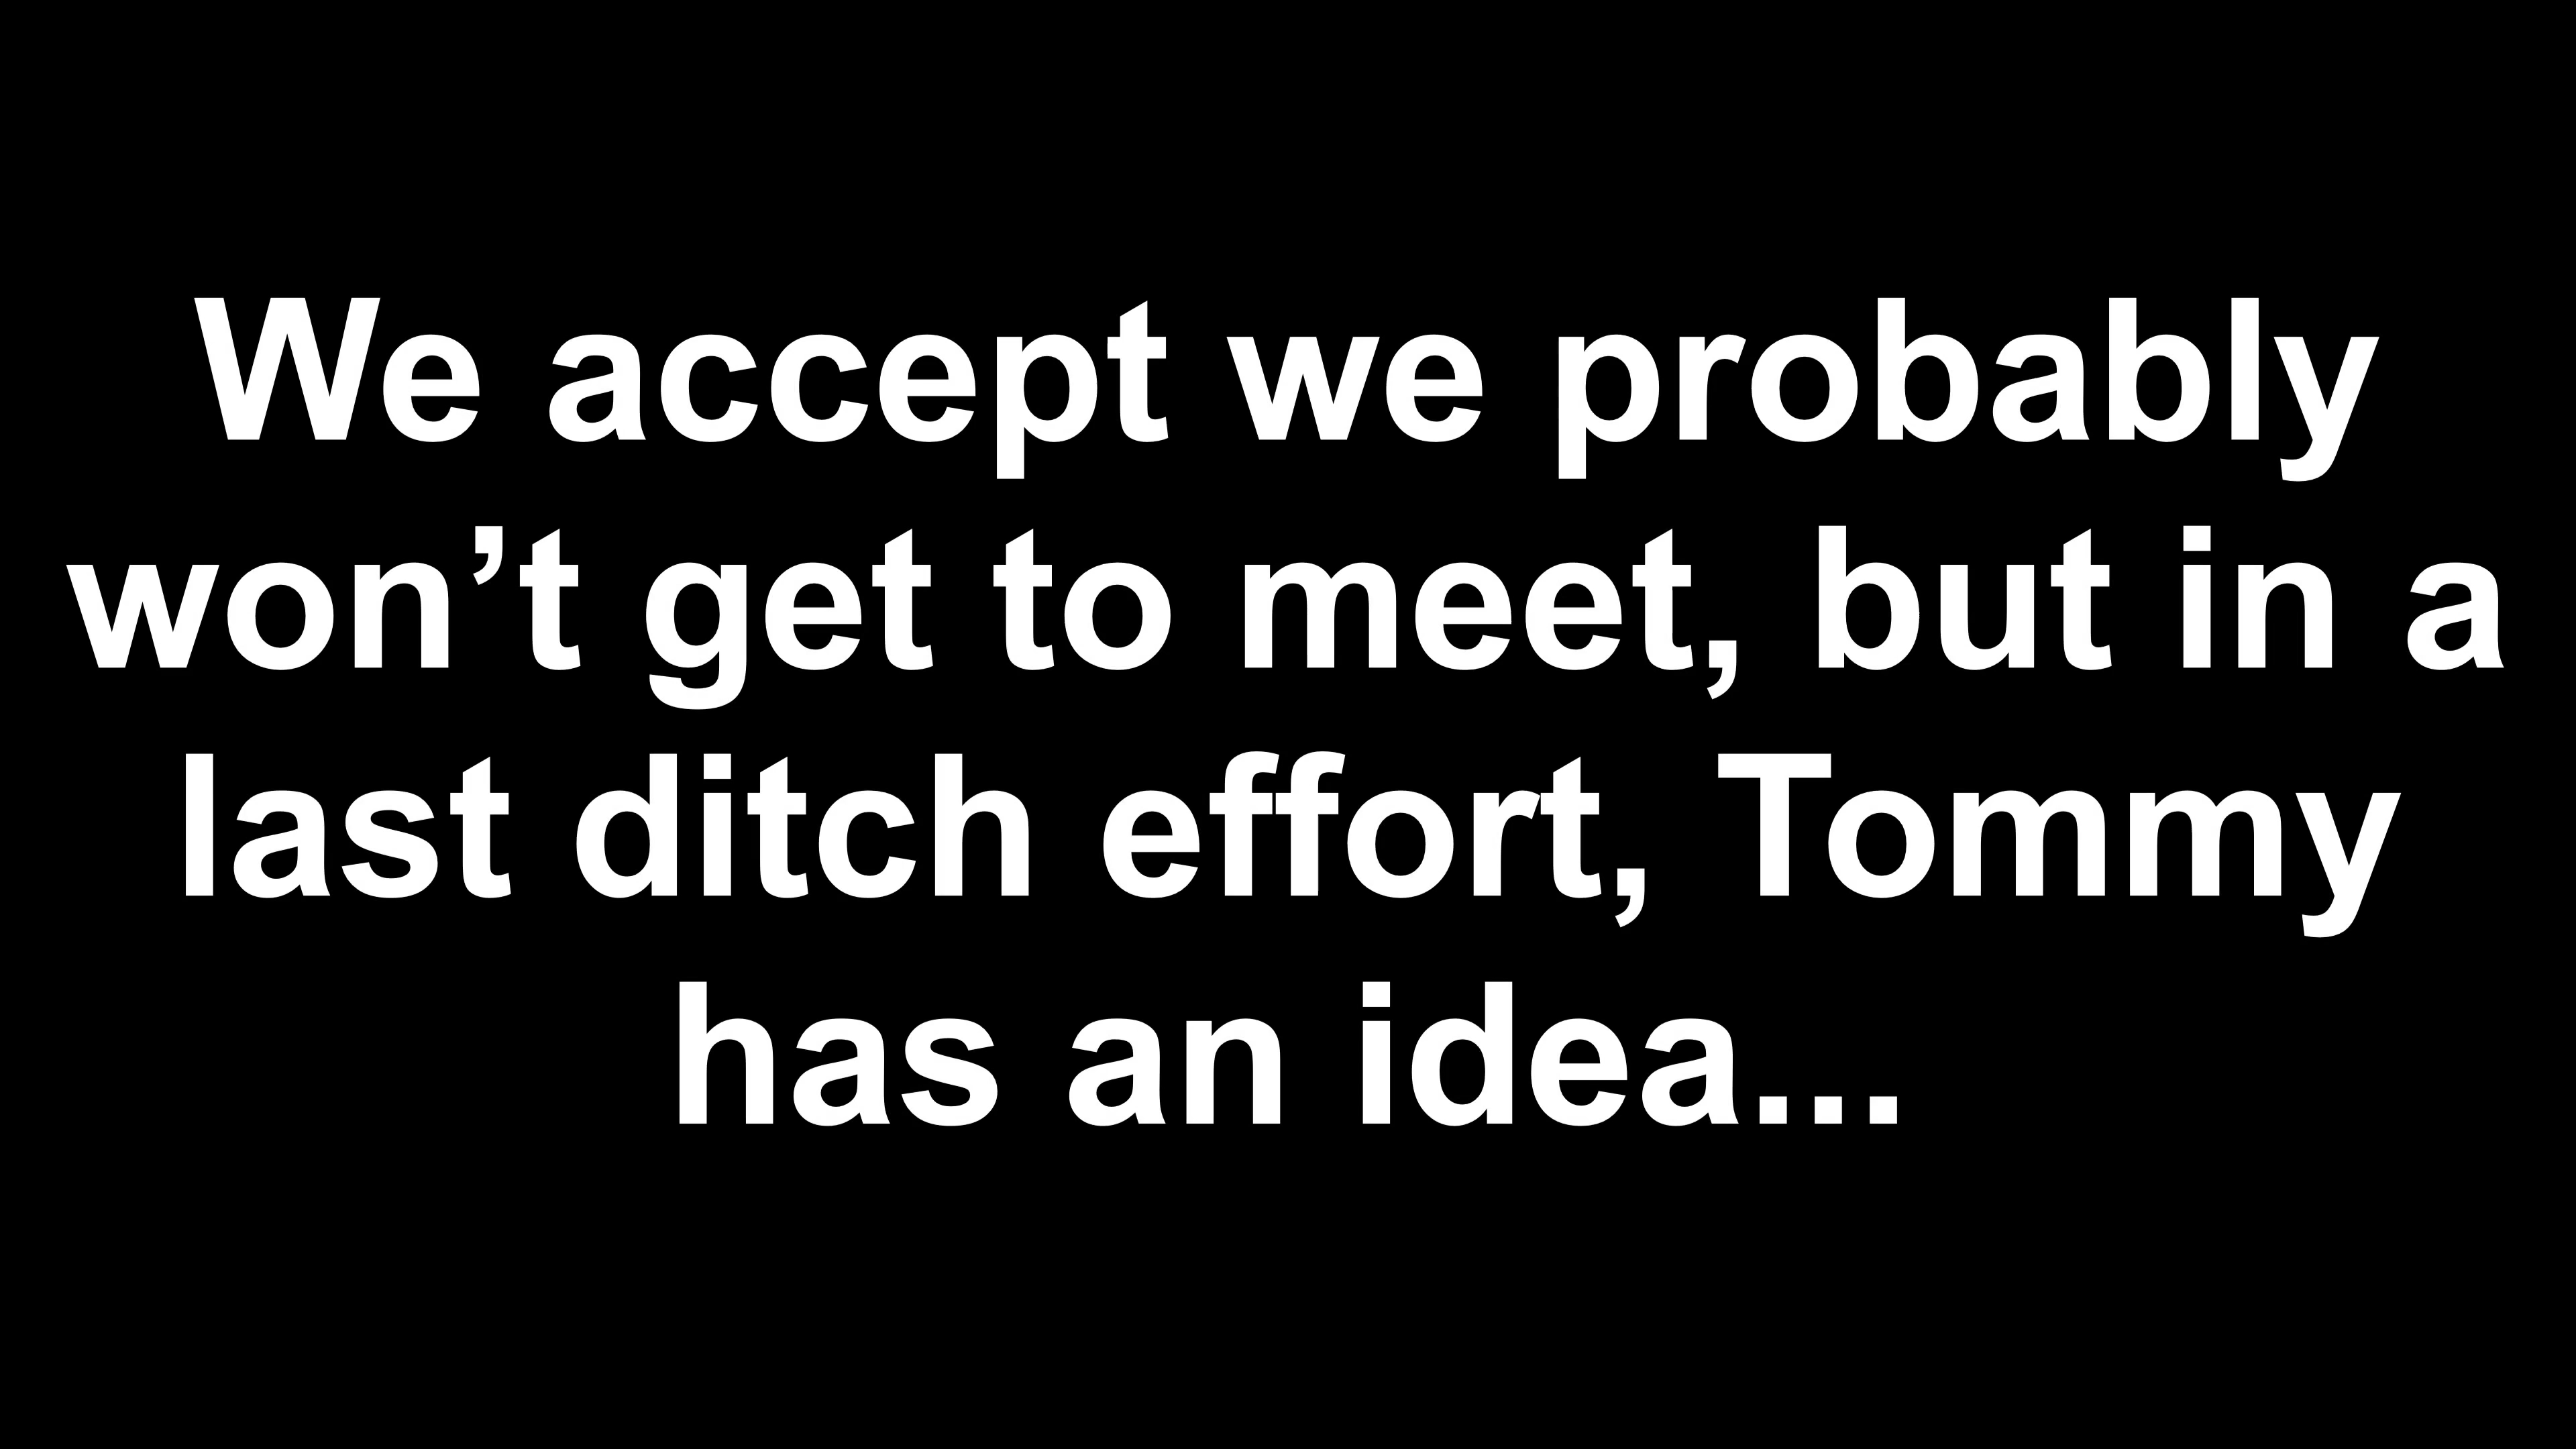 We accept we probably
won’t get to meet, but in a
last ditch effort, Tommy
has an idea...